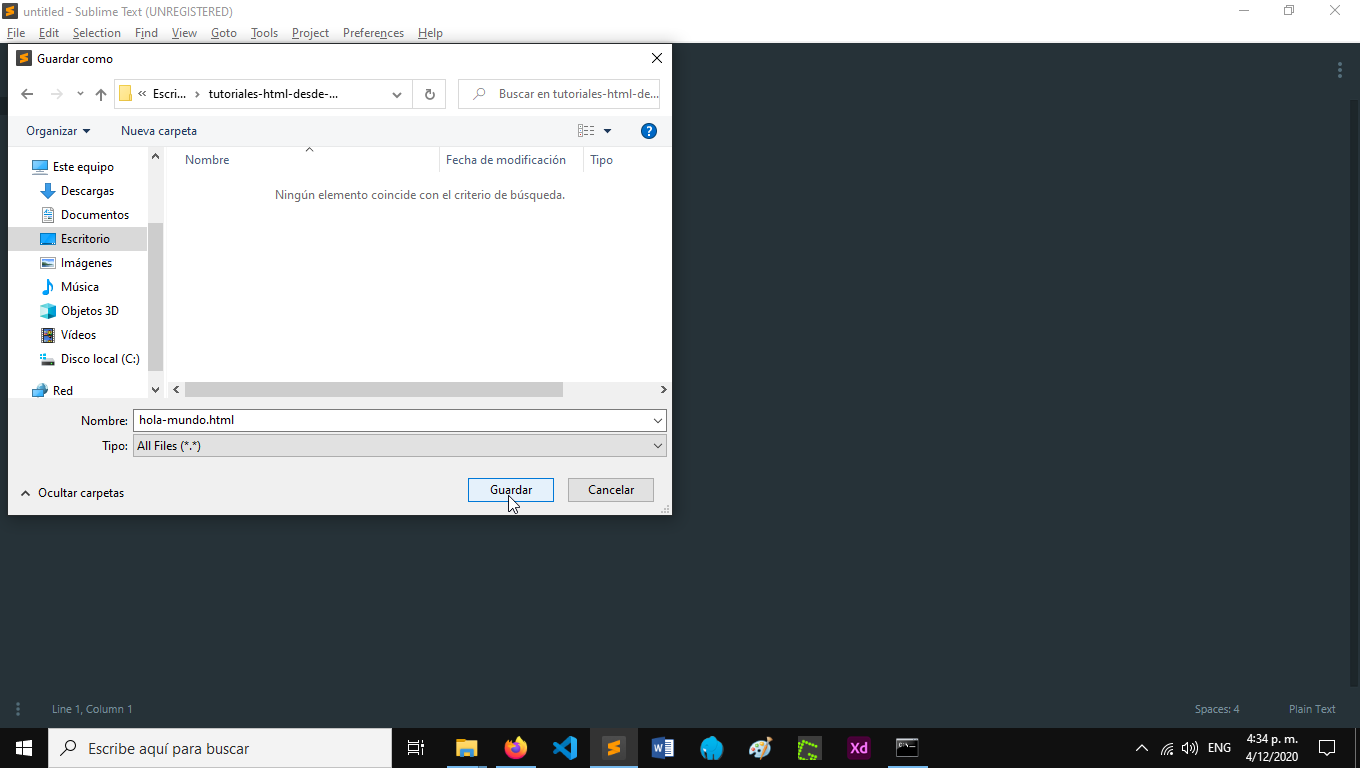 untitled - Sublime Text (UNREGISTERED)
File Edit Selection Find View Goto Tools Project Preferences Help
Guardar como
« Escri... › tutoriales-html-desde-...
Buscar en tutoriales-html-de...
Organizar
Nueva carpeta
?
Nombre
Fecha de modificación
Tipo
Ningún elemento coincide con el criterio de búsqueda.
Este equipo
Descargas
Documentos
Escritorio
Imágenes
Música
Objetos 3D
Vídeos
Disco local (C:)
Red
Nombre: hola-mundo.html
Tipo: All Files (*.*)
Ocultar carpetas
Guardar
Cancelar
Line 1, Column 1
Spaces: 4
Plain Text
Escribe aquí para buscar
W
Xd
ENG
4:34 p. m.
4/12/2020